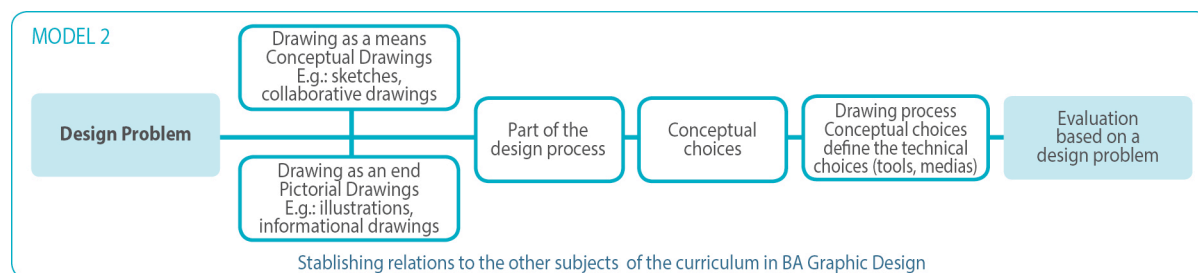 MODEL 2
Design Problem
Drawing as a means
Conceptual Drawings
E.g.: sketches,
collaborative drawings
Drawing as an end
Pictorial Drawings
E.g.: illustrations,
informational drawings
Part of the
design process
Conceptual
choices
Drawing process
Conceptual choices
define the technical
choices (tools, medias)
Evaluation
based on a
design problem
Stablishing relations to the other subjects of the curriculum in BA Graphic Design